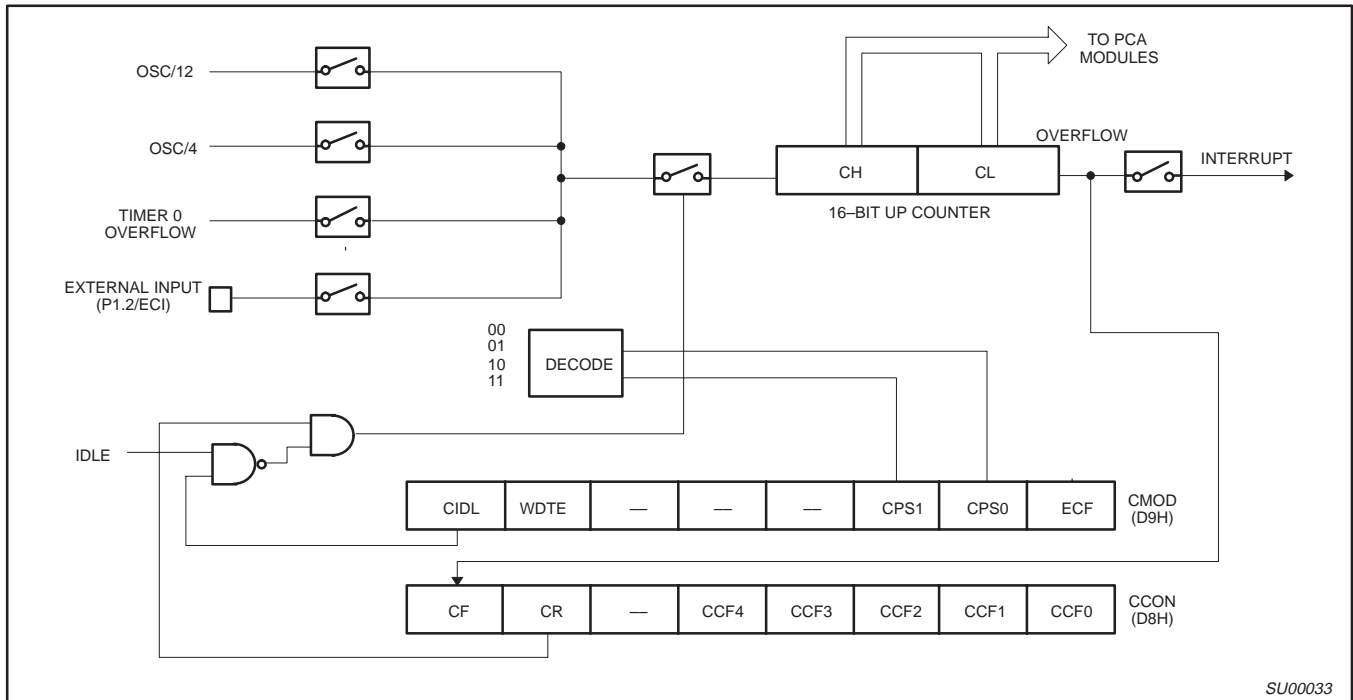 TO PCA
MODULES
OSC/12
OSC/4
OVERFLOW
INTERRUPT
CH
CL
16–BIT UP COUNTER
TIMER 0
OVERFLOW
EXTERNAL INPUT
(P1.2/ECI)
00
01
10
11
DECODE
IDLE
CIDL WDTE –– –– –– CPS1 CPS0 ECF
CMOD
(D9H)
CF CR –– CCF4 CCF3 CCF2 CCF1 CCF0
CCON
(D8H)
SU00033